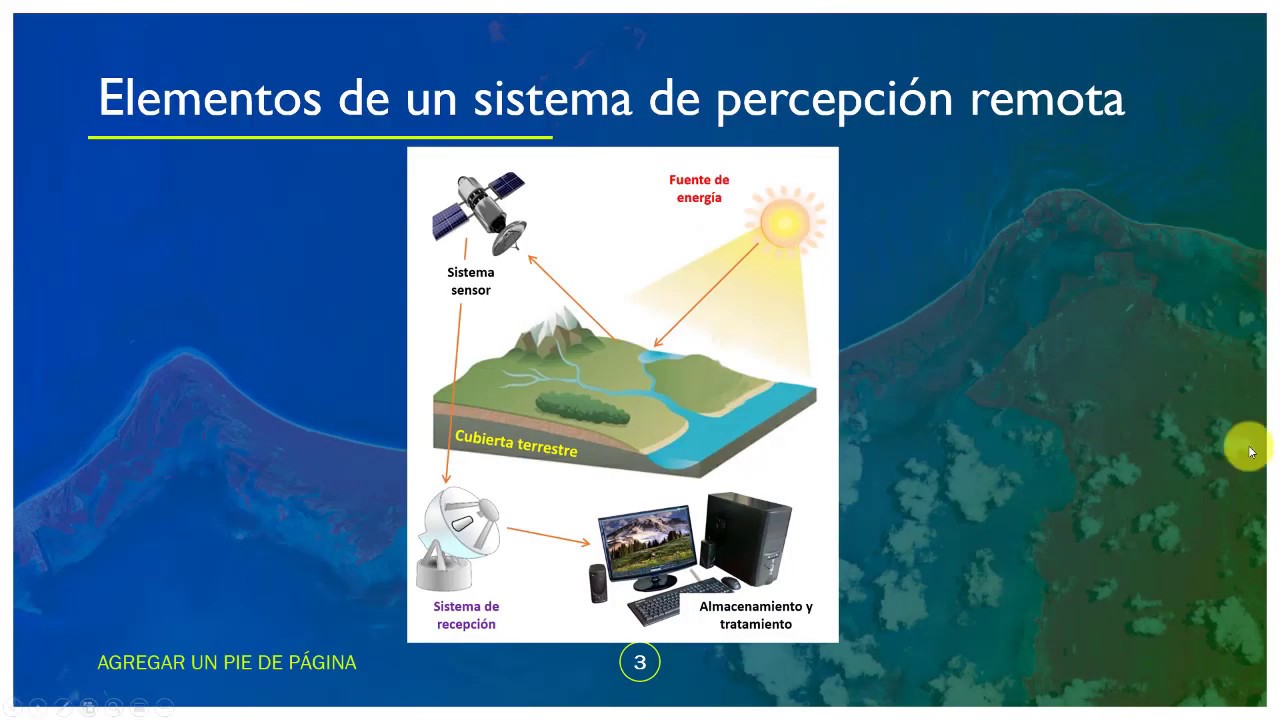 Elementos de un sistema de percepción remota
Fuente de
energía
Sistema
sensor
Cubierta terrestre
Sistema de
recepción
Almacenamiento y
tratamiento
AGREGAR UN PIE DE PÁGINA
3